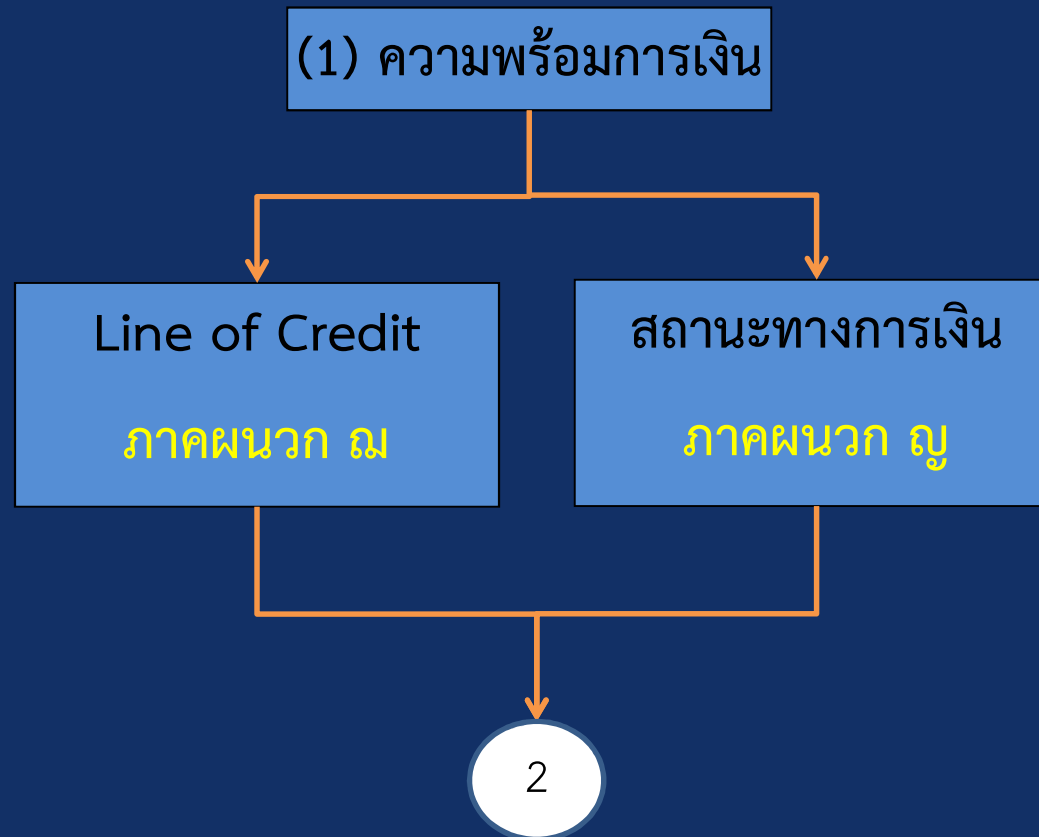 (1) ความพร้อมการเงิน
Line of Credit
ภาคผนวก ฌ
สถานะทางการเงิน
ภาคผนวก ญ
2